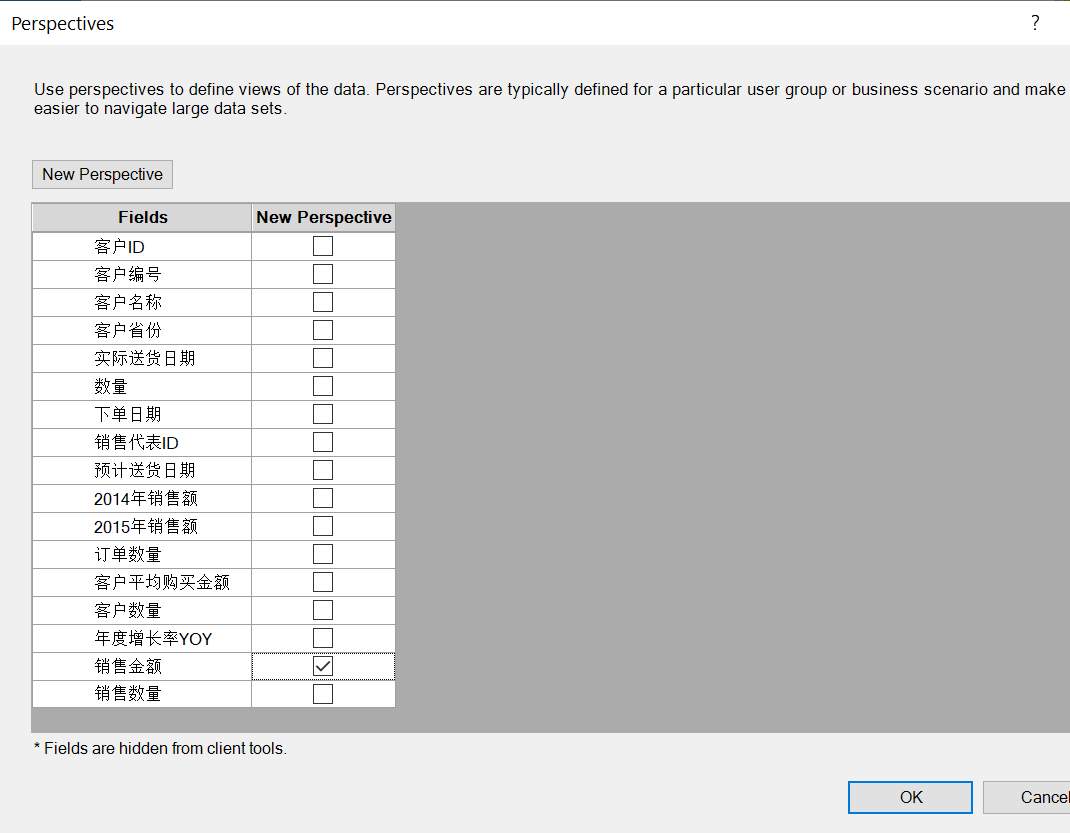 Perspectives
?
Use perspectives to define views of the data. Perspectives are typically defined for a particular user group or business scenario and make
easier to navigate large data sets.
New Perspective
Fields New Perspective
客户ID
客户编号
客户名称
客户省份
实际送货日期
数量
下单日期
销售代表ID
预计送货日期
2014年销售额
2015年销售额
订单数量
客户平均购买金额
客户数量
年度增长率YOY
销售金额
销售数量
* Fields are hidden from client tools.
OK Cancel